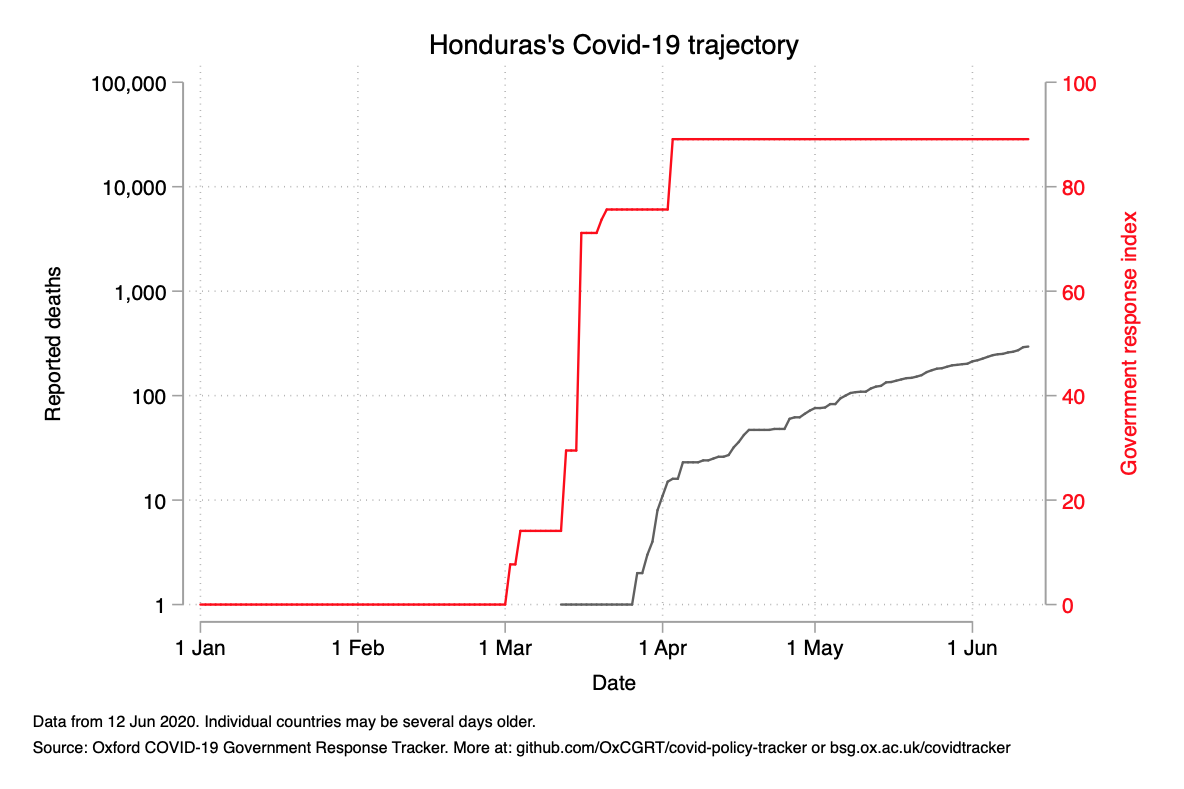 Honduras's Covid-19 trajectory
100,000
10,000
1,000
100
10
1
Reported deaths
100
80
60
40
20
0
Government response index
1 Jan
1 Feb
1 Mar
1 Apr
1 May
1 Jun
Date
Data from 12 Jun 2020. Individual countries may be several days older.
Source: Oxford COVID-19 Government Response Tracker. More at: github.com/OxCGRT/covid-policy-tracker or bsg.ox.ac.uk/covidtracker